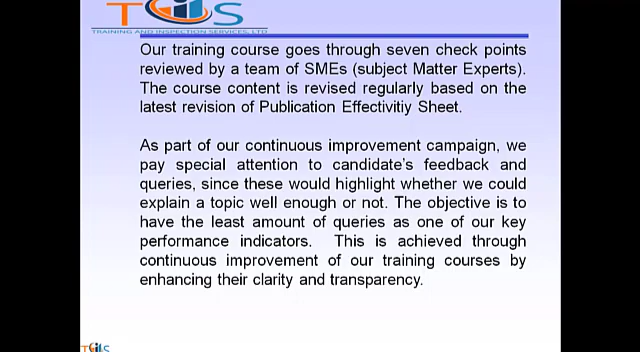 TIS
TRAINING AND INSPECTION SERVICES, LTD
Our training course goes through seven check points
reviewed by a team of SMEs (subject Matter Experts).
The course content is revised regularly based on the
latest revision of Publication Effectivitiy Sheet.
As part of our continuous improvement campaign, we
pay special attention to candidate's feedback and
queries, since these would highlight whether we could
explain a topic well enough or not. The objective is to
have the least amount of queries as one of our key
performance indicators. This is achieved through
continuous improvement of our training courses by
enhancing their clarity and transparency.
TIS